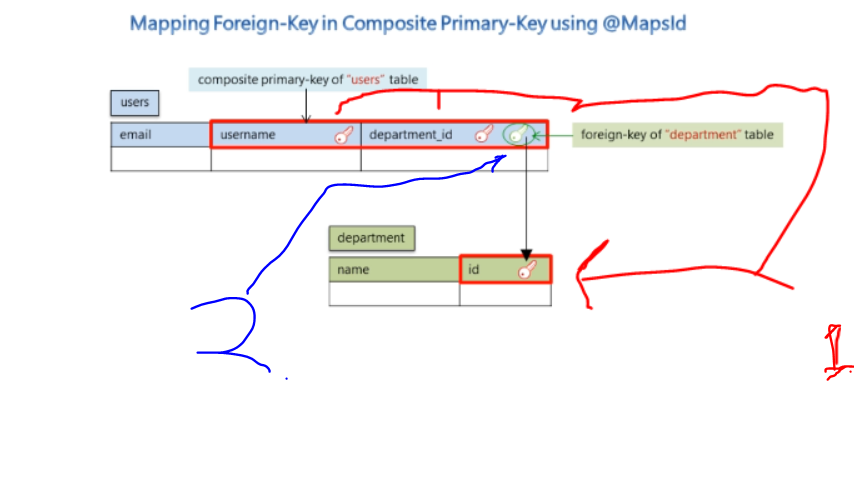 Mapping Foreign-Key in Composite Primary-Key using @MapsId
composite primary-key of "users" table
users
email username department_id
foreign-key of "department" table
department
name id
2.
1.